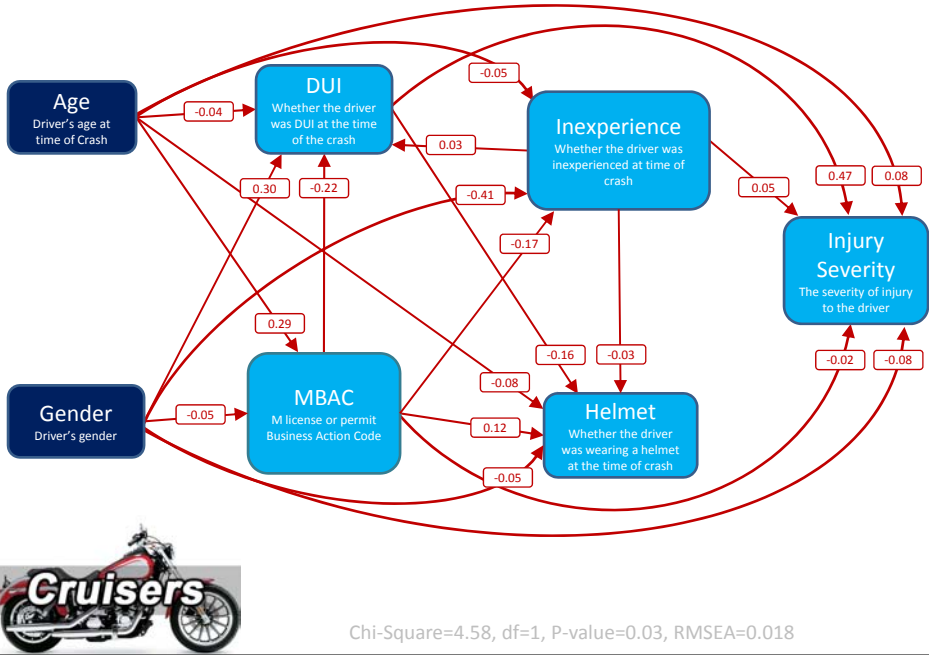 Age
Driver's age at
time of Crash
-0.04
DUI
Whether the driver
was DUI at the time
of the crash
-0.05
0.03
Inexperience
Whether the driver was
inexperienced at time of
crash
0.05
0.47
0.08
0.30
-0.22
-0.41
-0.17
Injury
Severity
The severity of injury
to the driver
0.29
-0.16
-0.03
-0.02
-0.08
-0.08
Gender
Driver's gender
-0.05
MBAC
M license or permit
Business Action Code
0.12
Helmet
Whether the driver
was wearing a helmet
at the time of crash
-0.05
Cruisers
Chi-Square=4.58, df=1, P-value=0.03, RMSEA=0.018